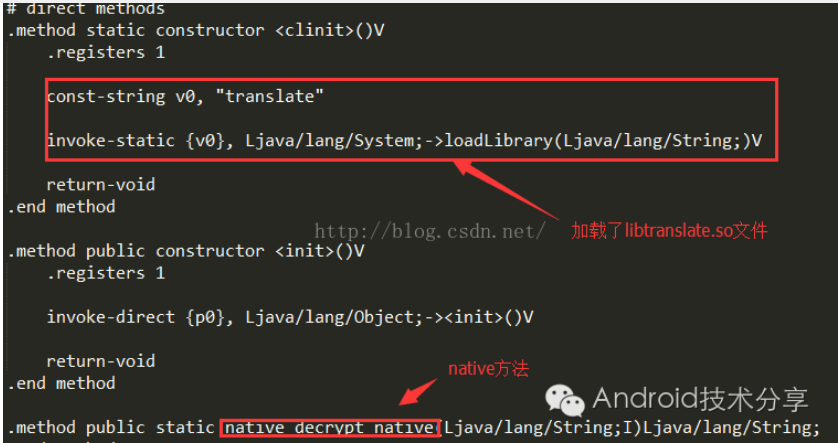 # direct methods
.method static constructor <clinit>()V
.registers 1
const-string v0, "translate"
invoke-static {v0}, Ljava/lang/System;->loadLibrary(Ljava/lang/String;)V
return-void
.end method
http://blog.csdn.net/
加载了libtranslate.so文件
.method public constructor <init>()V
.registers 1
invoke-direct {p0}, Ljava/lang/Object;-><init>()V
return-void
native方法
.end method
Android技术分享
.method public static native decrypt_native(Ljava/lang/String;I)Ljava/lang/String;